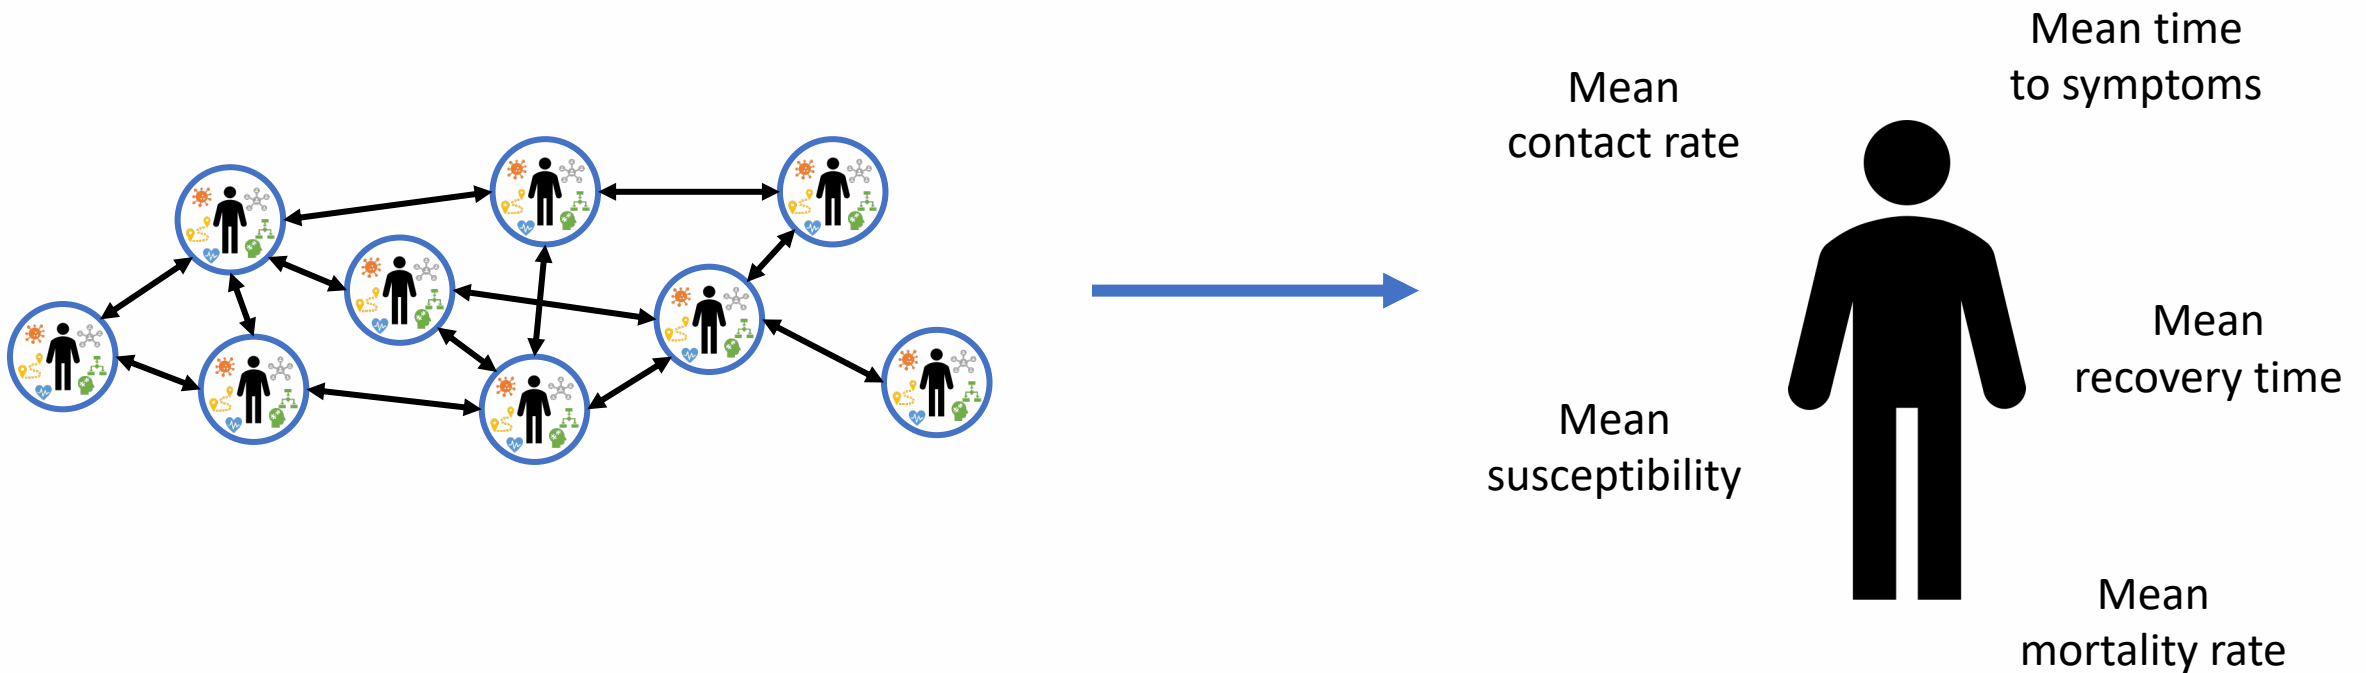 Mean time
to symptoms
Mean
contact rate
Mean
recovery time
Mean
susceptibility
Mean
mortality rate